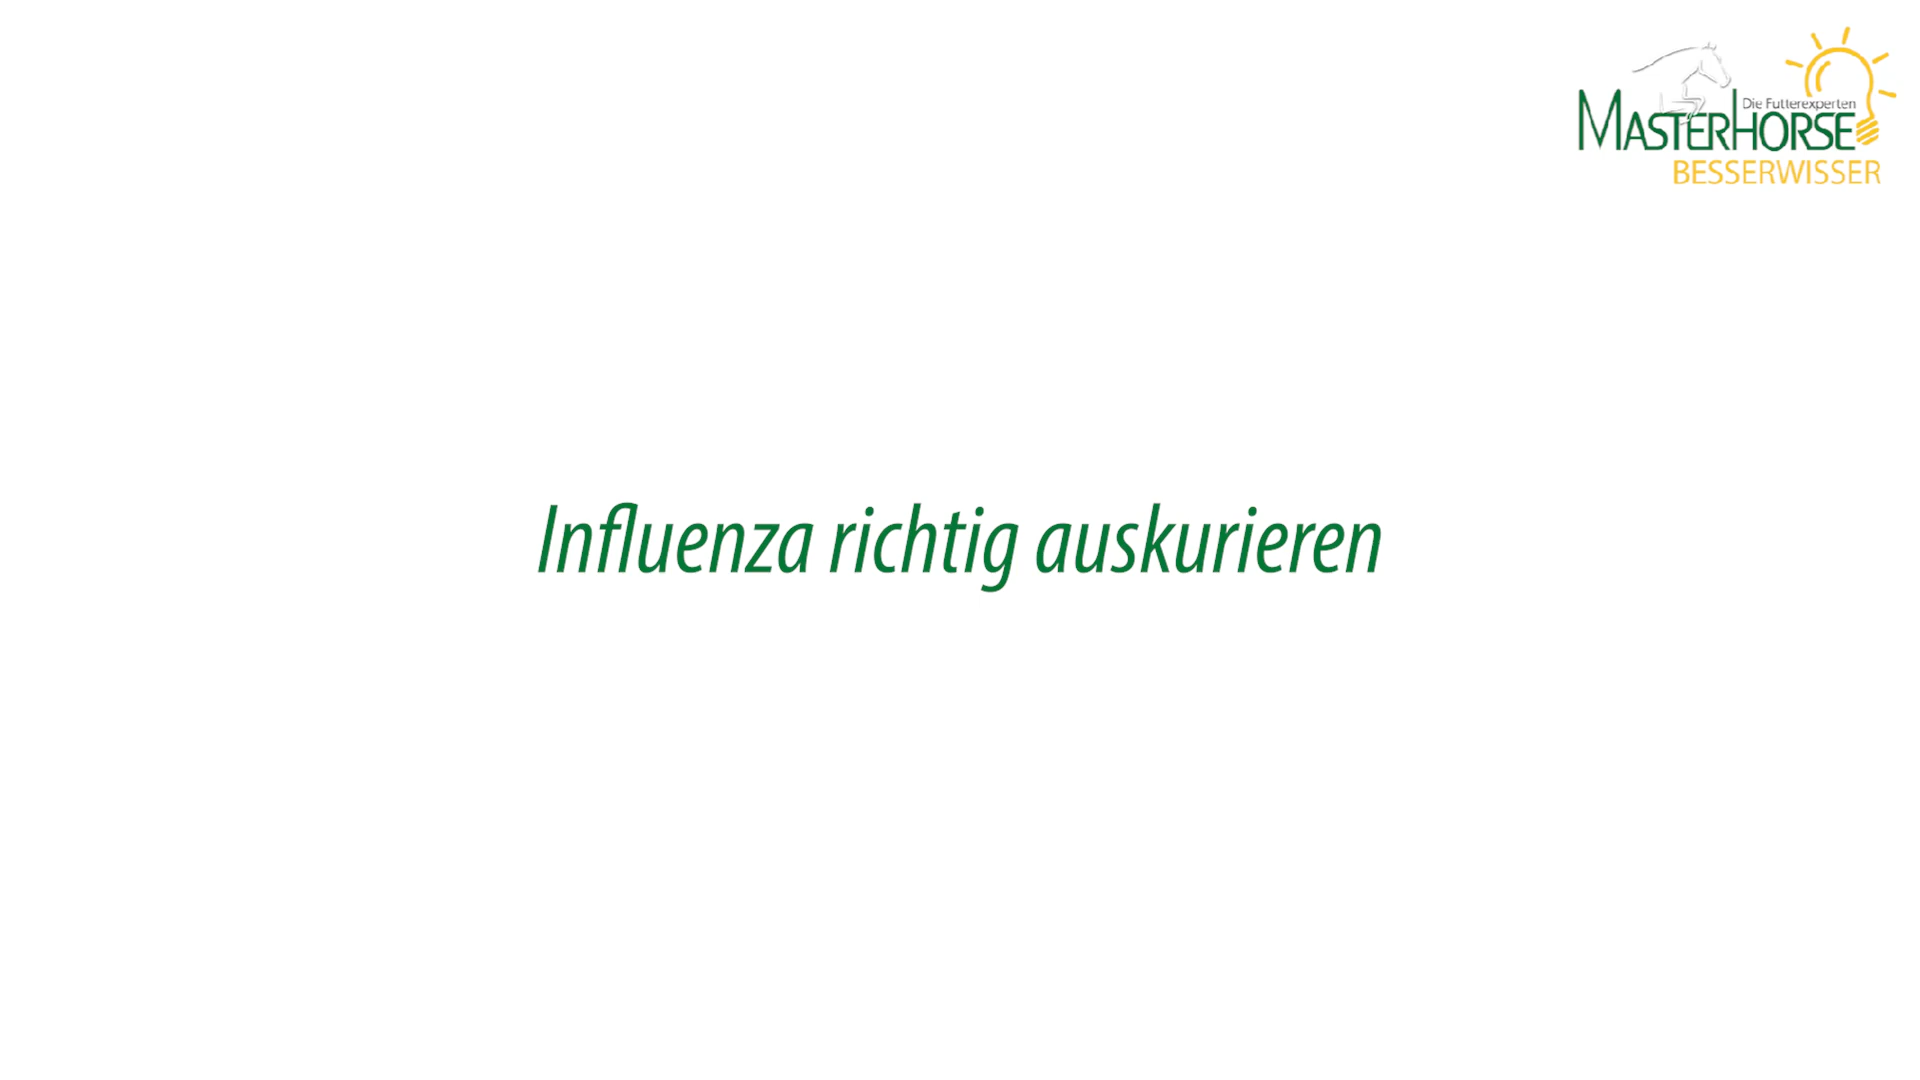 Die Futterexperten
MASTERHORSE
BESSERWISSER
Influenza richtig auskurieren